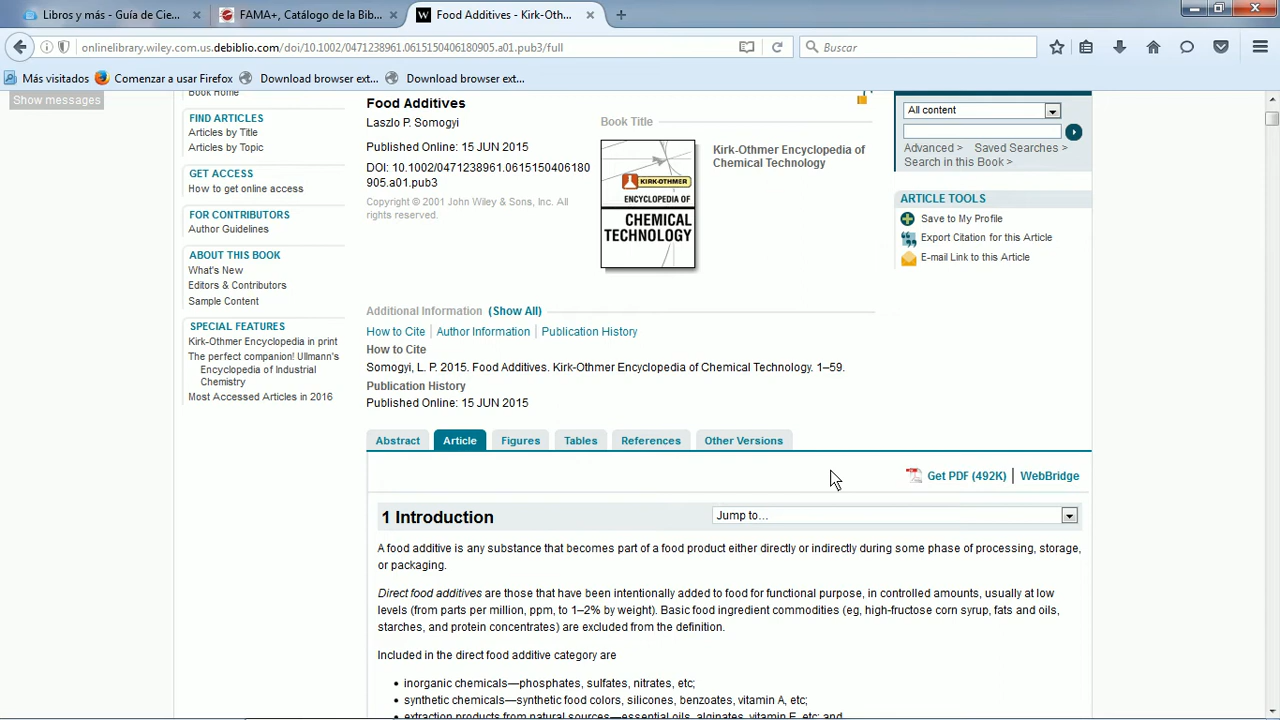 Libros y más - Guía de Cie...
FAMA+, Catálogo de la Bib...
W
Food Additives - Kirk-Oth...
onlinelibrary.wiley.com.us.debiblio.com/doi/10.1002/0471238961.0615150406180905.a01.pub3/full
Buscar
Más visitados
Comenzar a usar Firefox
Download browser ext...
Download browser ext...
Show messages
Book Home
FIND ARTICLES
Articles by Title
Articles by Topic
GET ACCESS
How to get online access
FOR CONTRIBUTORS
Author Guidelines
ABOUT THIS BOOK
What's New
Editors & Contributors
Sample Content
SPECIAL FEATURES
Kirk-Othmer Encyclopedia in print
The perfect companion! Ullmann's
Encyclopedia of Industrial
Chemistry
Most Accessed Articles in 2016
Food Additives
Laszlo P. Somogyi
Published Online: 15 JUN 2015
DOI: 10.1002/0471238961.0615150406180
905.a01.pub3
Copyright © 2001 John Wiley & Sons, Inc. All
rights reserved.
Book Title
KIRK-OTHMER
ENCYCLOPEDIA OF
CHEMICAL
TECHNOLOGY
Kirk-Othmer Encyclopedia of
Chemical Technology
All content
Advanced > Saved Searches >
Search in this Book >
ARTICLE TOOLS
Save to My Profile
Export Citation for this Article
E-mail Link to this Article
Additional Information (Show All)
How to Cite | Author Information | Publication History
How to Cite
Somogyi, L. P. 2015. Food Additives. Kirk-Othmer Encyclopedia of Chemical Technology. 1–59.
Publication History
Published Online: 15 JUN 2015
Abstract
Article
Figures
Tables
References
Other Versions
Get PDF (492K) | WebBridge
1 Introduction
Jump to...
A food additive is any substance that becomes part of a food product either directly or indirectly during some phase of processing, storage,
or packaging.
Direct food additives are those that have been intentionally added to food for functional purpose, in controlled amounts, usually at low
levels (from parts per million, ppm, to 1–2% by weight). Basic food ingredient commodities (eg, high-fructose corn syrup, fats and oils,
starches, and protein concentrates) are excluded from the definition.
Included in the direct food additive category are
• inorganic chemicals—phosphates, sulfates, nitrates, etc;
• synthetic chemicals—synthetic food colors, silicones, benzoates, vitamin A, etc;
• extraction products from natural sources—essential oils, alginates, vitamin E, etc; and